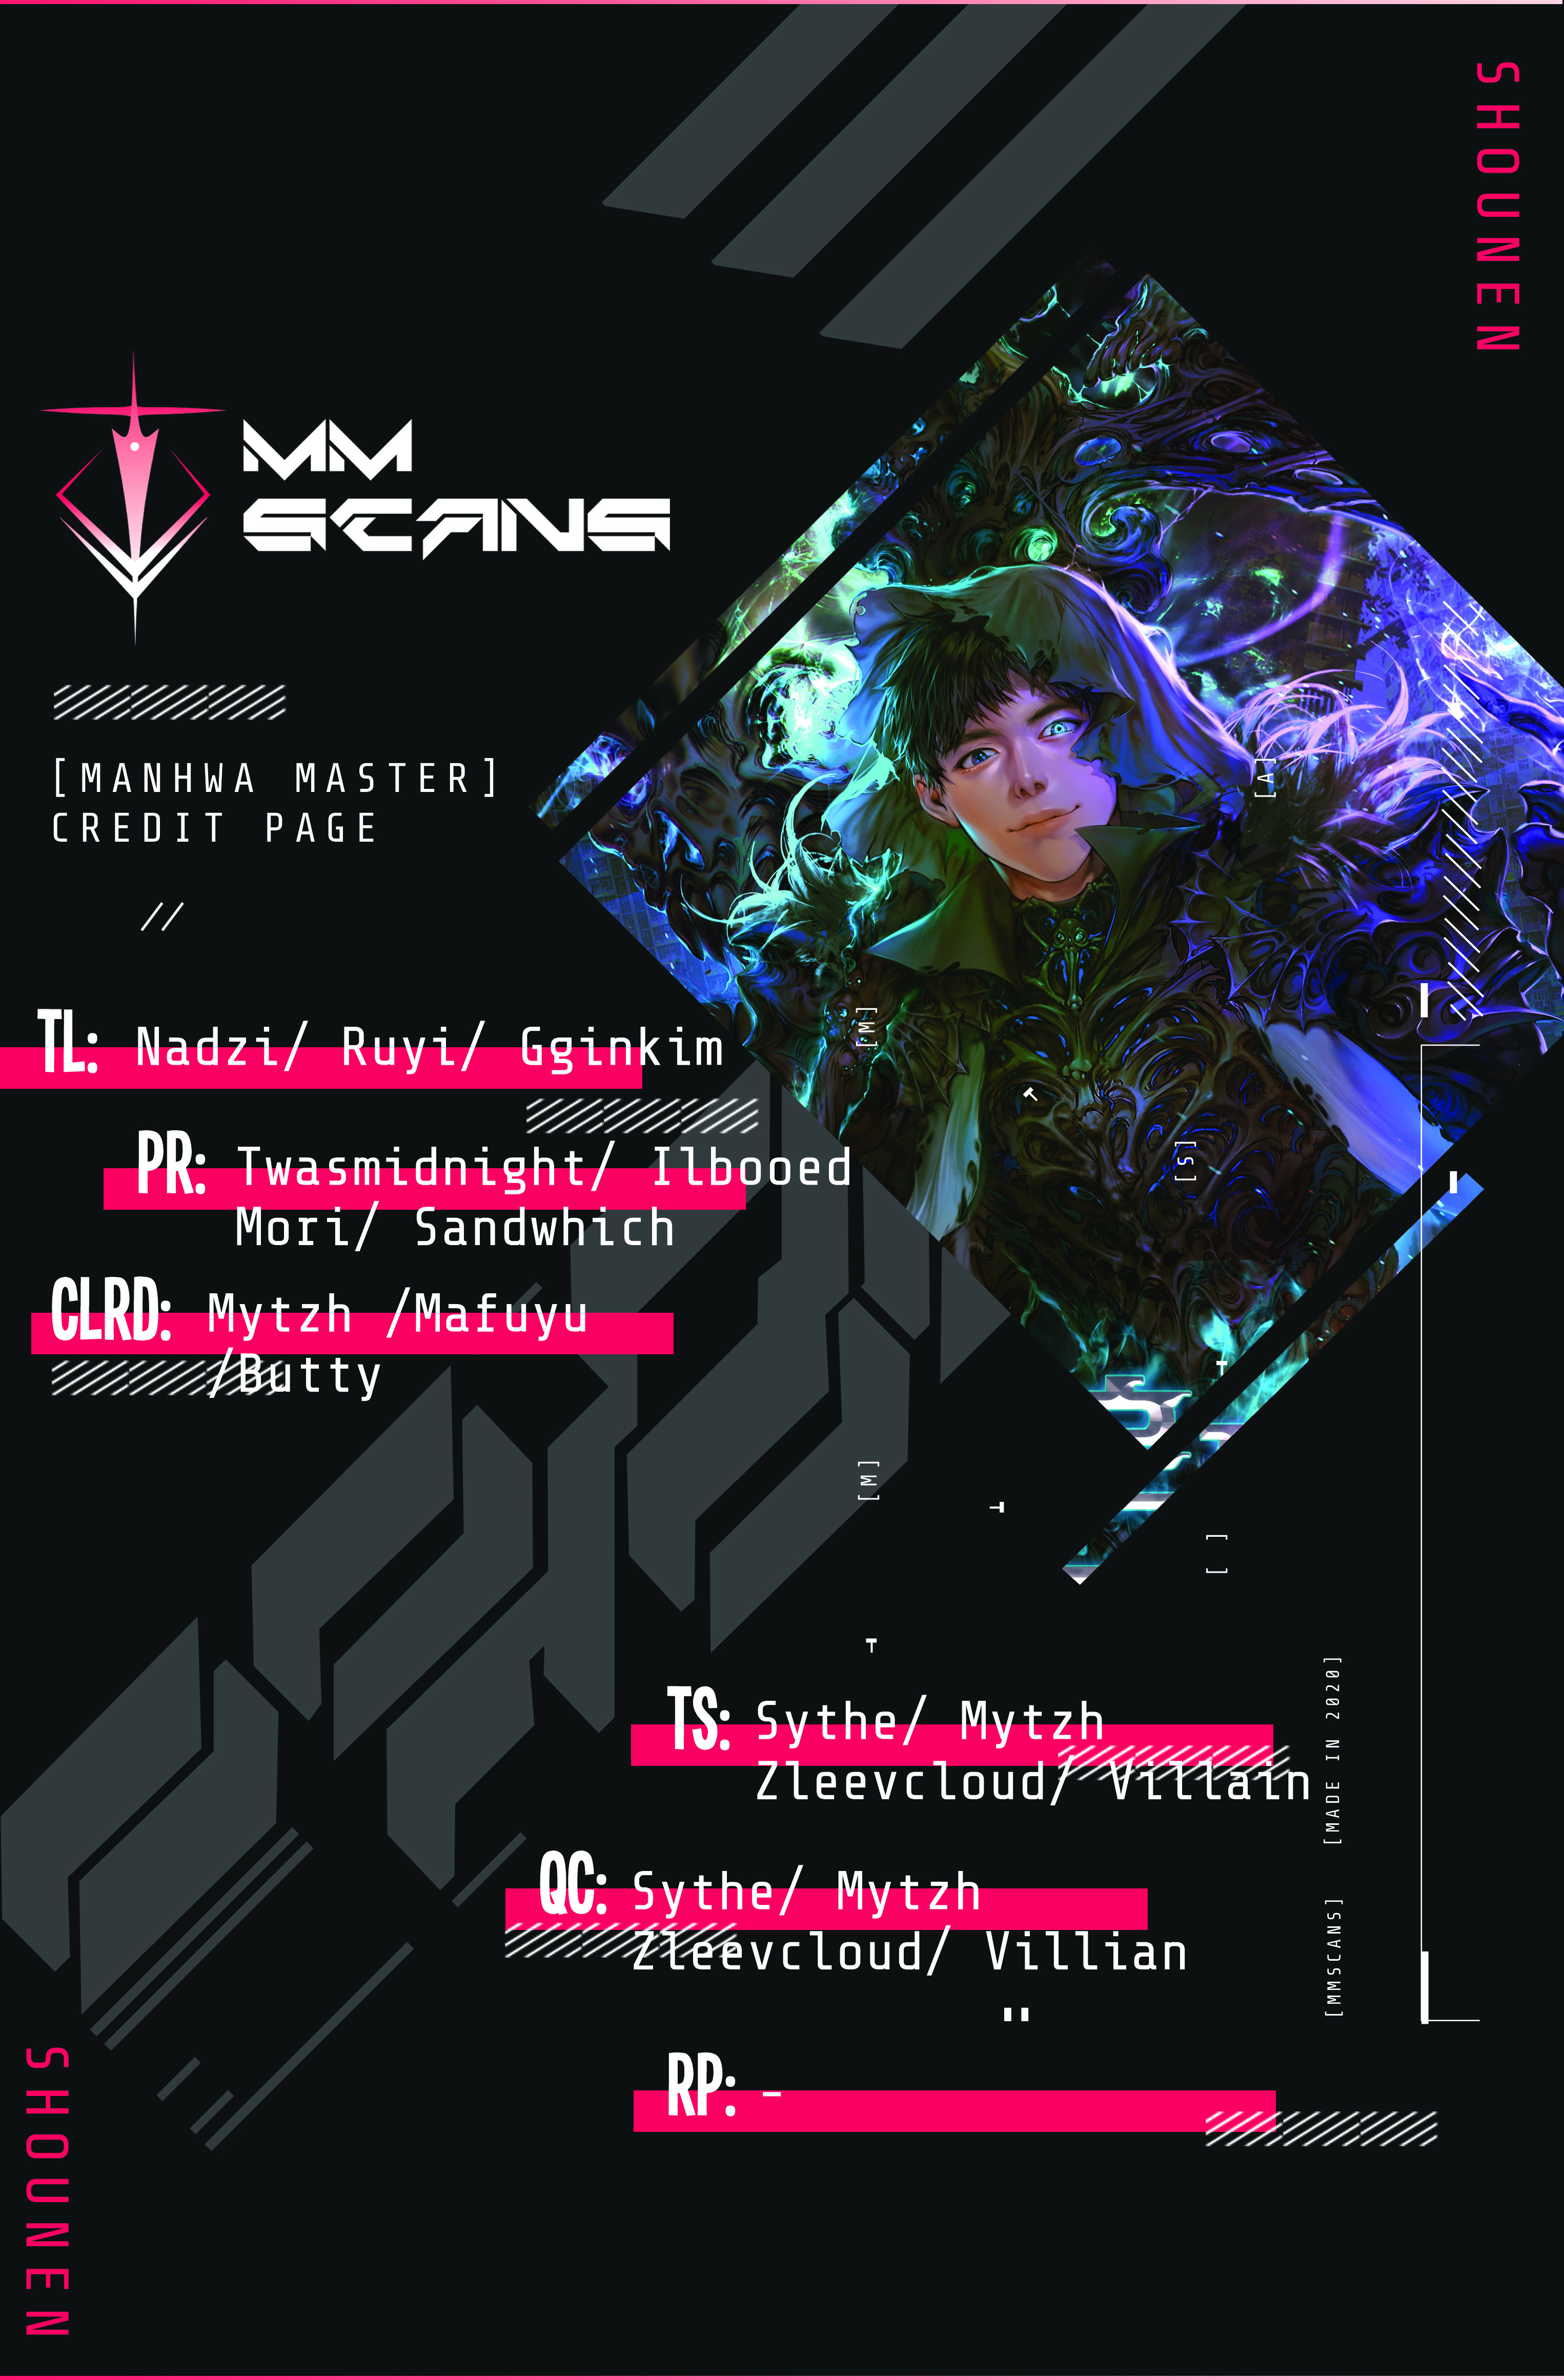 SHOUNEN
MM
SCANS
[MANHWA MASTER]
CREDIT PAGE
//
[A]
TL: Nadzi/ Ruyi/ Gginkim
[M]
PR: Twasmidnight/ Ilbooed
Mori/ Sandwhich
[S]
CLRD: Mytzh /Mafuyu
/Butty
[M]
[ ]
TS: Sythe/ Mytzh
Zleevcloud/ Villain
[MADE IN 2020]
QC: Sythe/ Mytzh
Zleevcloud/ Villian
[MMSCANS]
RP: -
SHOUNEN